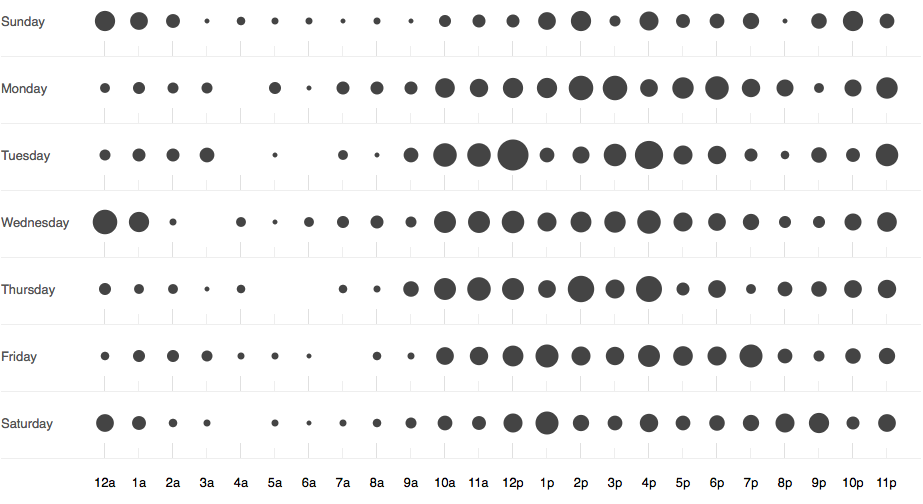 Sunday
Monday
Tuesday
Wednesday
Thursday
Friday
Saturday
12a 1a 2a 3a 4a 5a 6a 7a 8a 9a 10a 11a 12p 1p 2p 3p 4p 5p 6p 7p 8p 9p 10p 11p